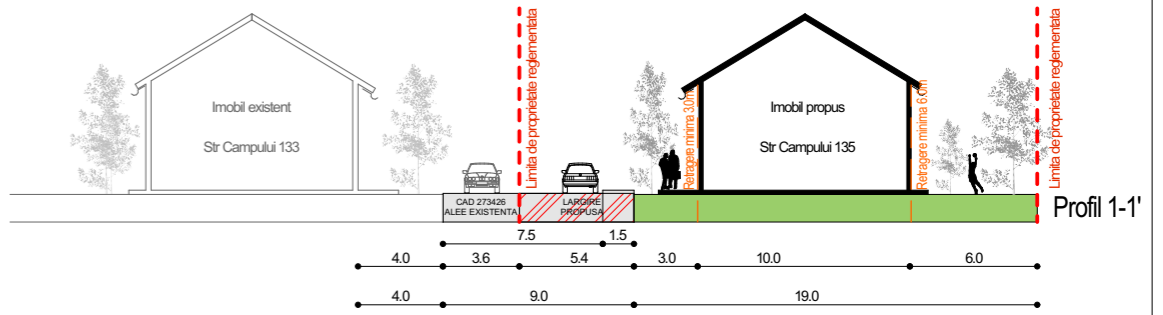 Imobil existent
Str Campului 133
Limita de proprietate reglementata
Retragere minima 3.0m
Imobil propus
Str Campului 135
Retragere minima 6.0m
Limita de proprietate reglementata
CAD 273426
ALEE EXISTENTA
LARGIRE
PROPUSA
Profil 1-1'
7.5 1.5
4.0 3.6 5.4 3.0 10.0 6.0
4.0 9.0 19.0